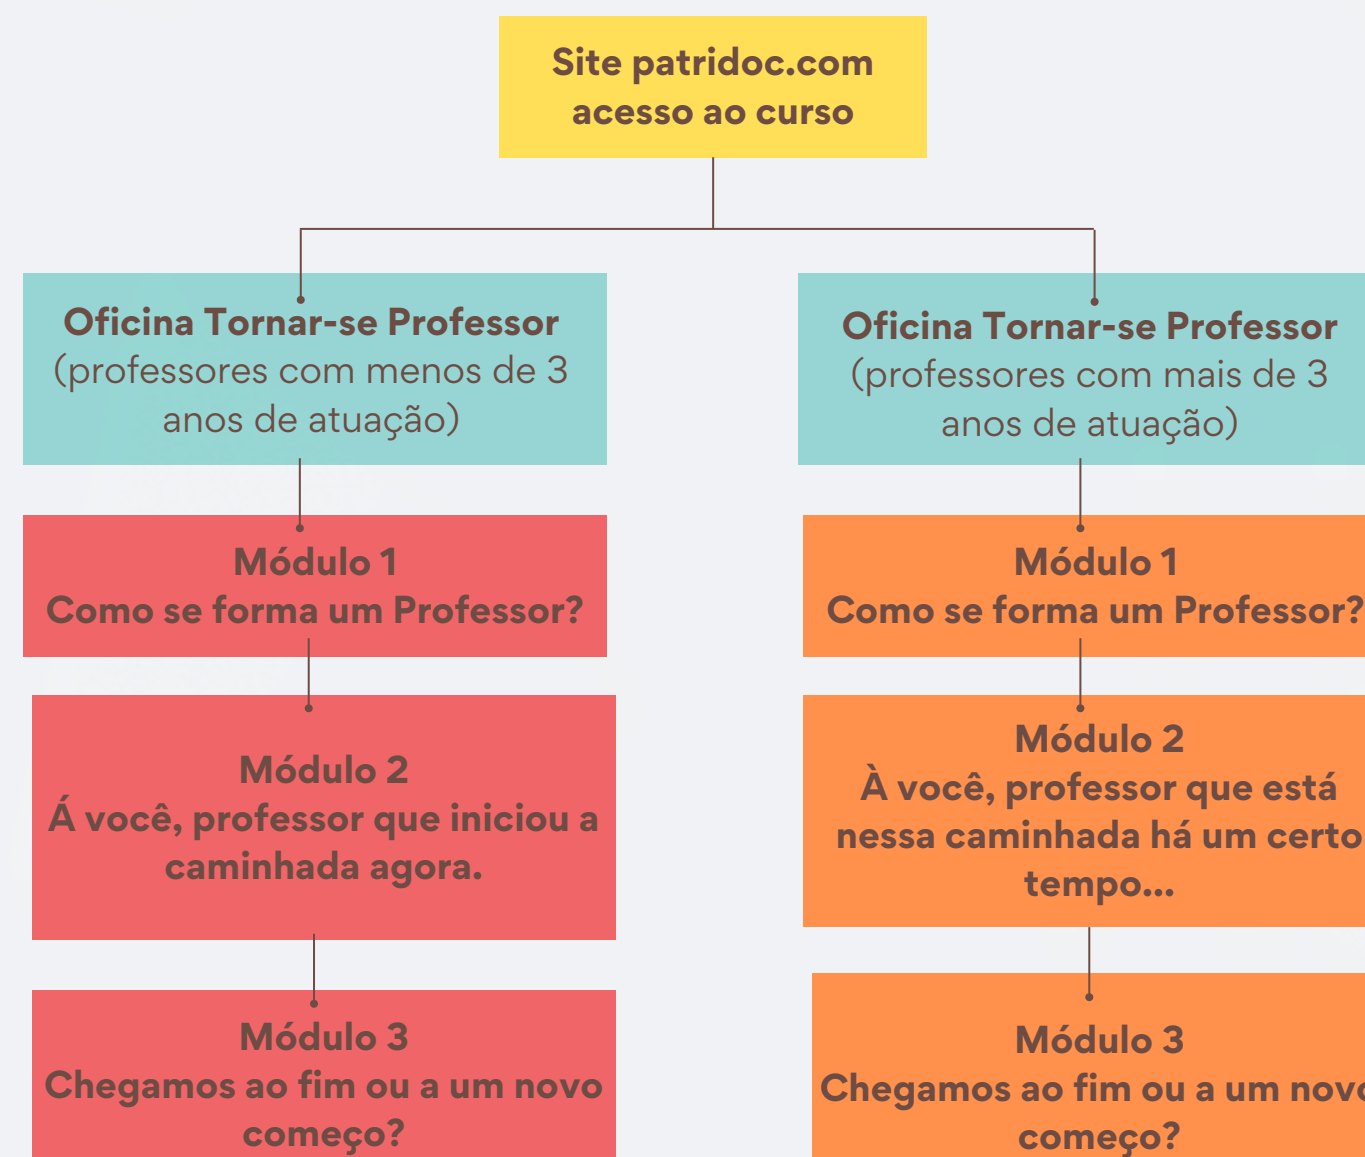 Site patridoc.com
acesso ao curso
Oficina Tornar-se Professor
(professores com menos de 3
anos de atuação)
Módulo 1
Como se forma um Professor?
Módulo 2
Á você, professor que iniciou a
caminhada agora.
Módulo 3
Chegamos ao fim ou a um novo
começo?
Oficina Tornar-se Professor
(professores com mais de 3
anos de atuação)
Módulo 1
Como se forma um Professor?
Módulo 2
À você, professor que está
nessa caminhada há um certo
tempo...
Módulo 3
Chegamos ao fim ou a um novo
começo?